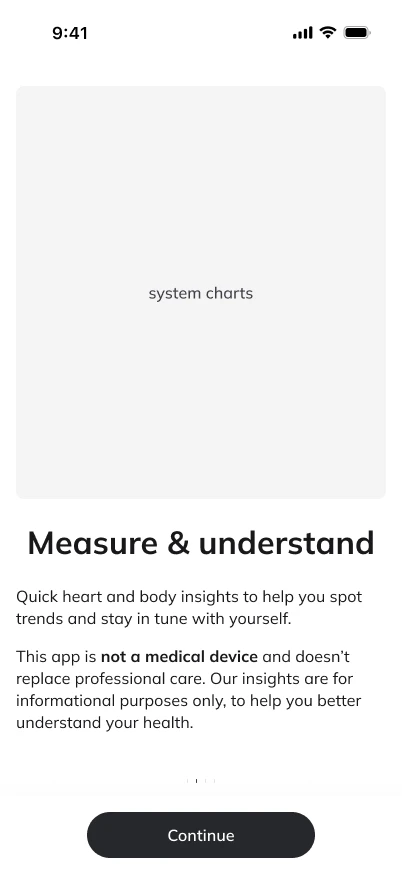 9:41
system charts
Measure & understand
Quick heart and body insights to help you spot
trends and stay in tune with yourself.
This app is not a medical device and doesn’t
replace professional care. Our insights are for
informational purposes only, to help you better
understand your health.
Continue